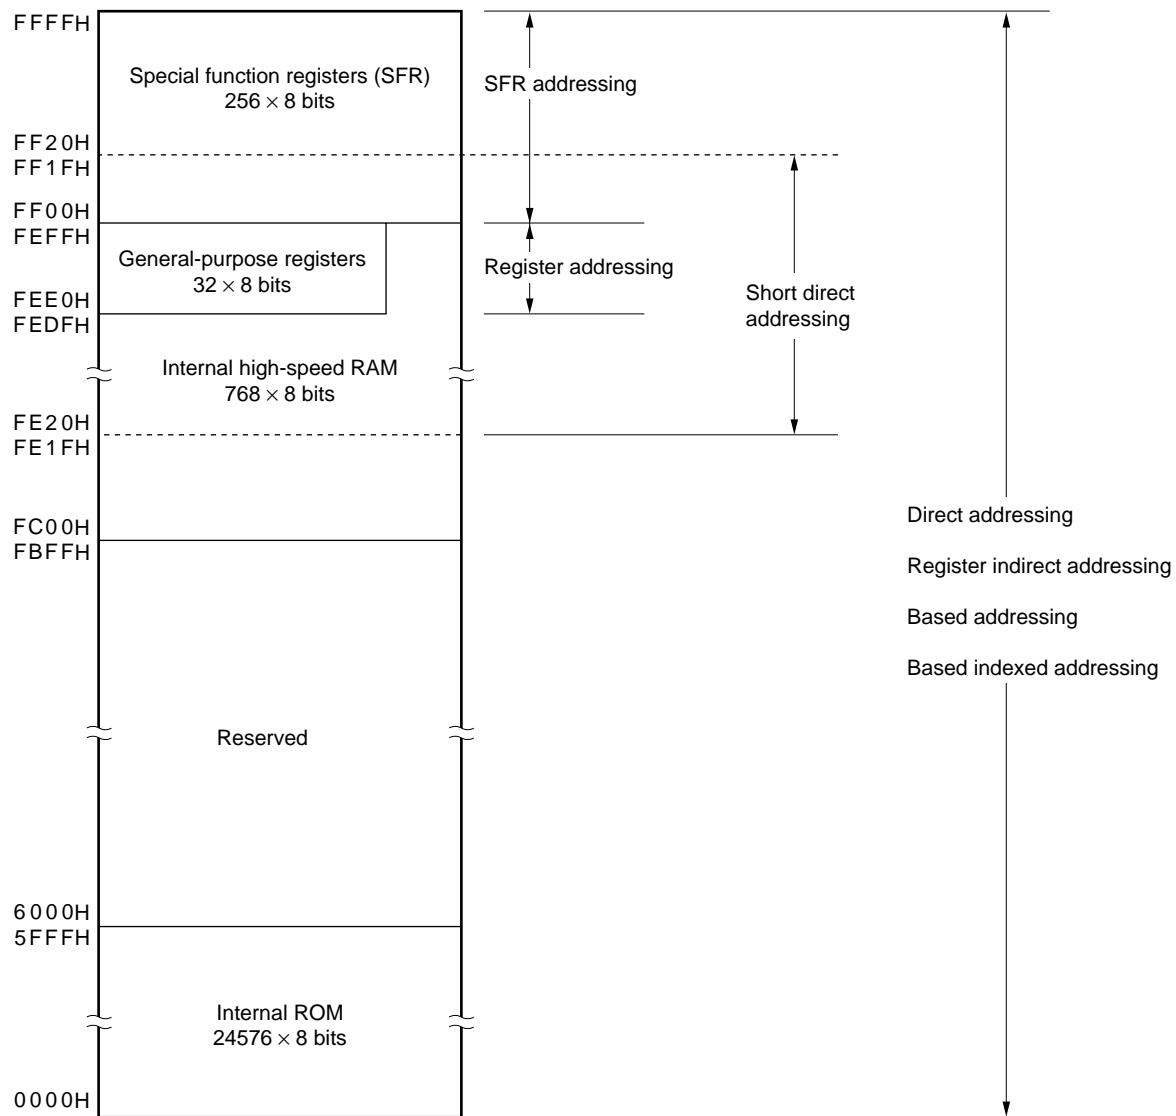 FFFFH
Special function registers (SFR)
256 × 8 bits
SFR addressing
FF20H
FF1FH
FF00H
FEFFH
General-purpose registers
32 × 8 bits
Register addressing
FEE0H
FEDFH
Short direct
addressing
Internal high-speed RAM
768 × 8 bits
FE20H
FE1FH
FC00H
FBFFH
Direct addressing
Register indirect addressing
Based addressing
Based indexed addressing
Reserved
6000H
5FFFH
Internal ROM
24576 × 8 bits
0000H